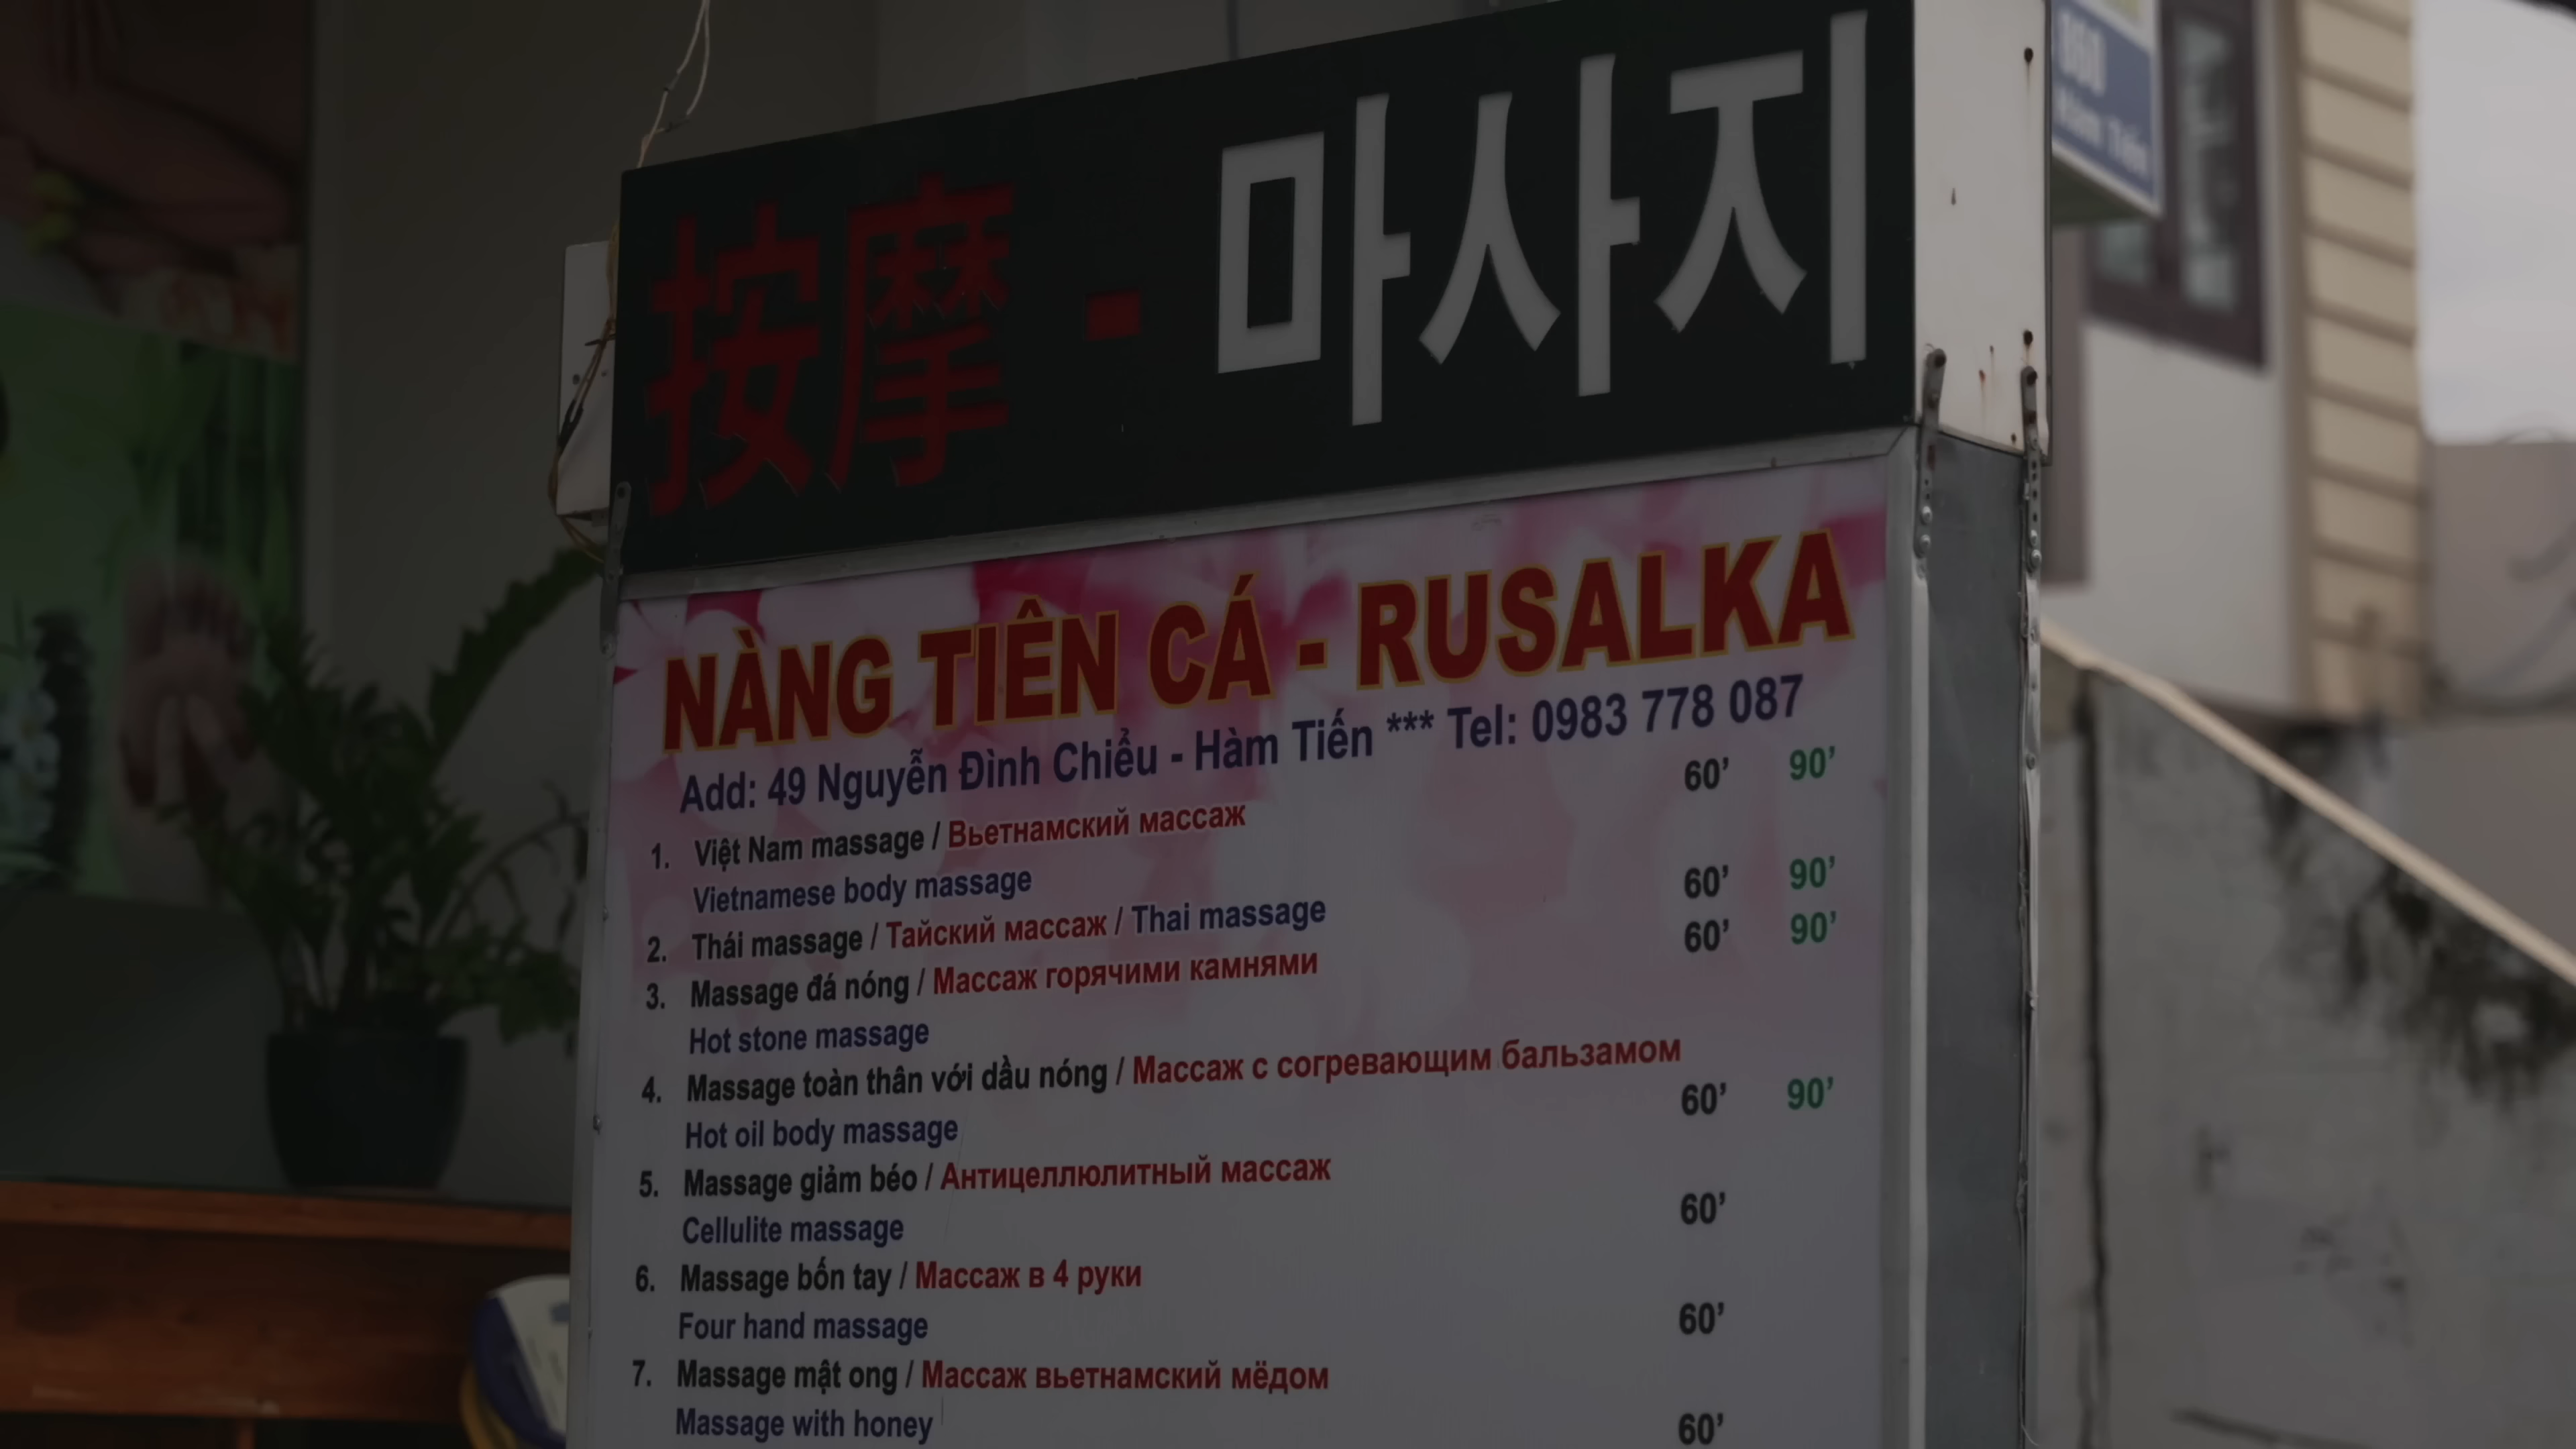 按摩 - 마사지
NÀNG TIÊN CÁ - RUSALKA
Add: 49 Nguyễn Đình Chiểu - Hàm Tiến *** Tel: 0983 778 087
60’ 90’
1. Việt Nam massage / Вьетнамский массаж
Vietnamese body massage
60’ 90’
2. Thái massage / Тайский массаж / Thai massage
60’ 90’
3. Massage đá nóng / Массаж горячими камнями
Hot stone massage
4. Massage toàn thân với dầu nóng / Массаж с согревающим бальзамом
60’ 90’
Hot oil body massage
5. Massage giảm béo / Антицеллюлитный массаж
60’
Cellulite massage
6. Massage bốn tay / Массаж в 4 руки
60’
Four hand massage
7. Massage mật ong / Массаж вьетнамский мёдом
60’
Massage with honey
Hàm Tiến